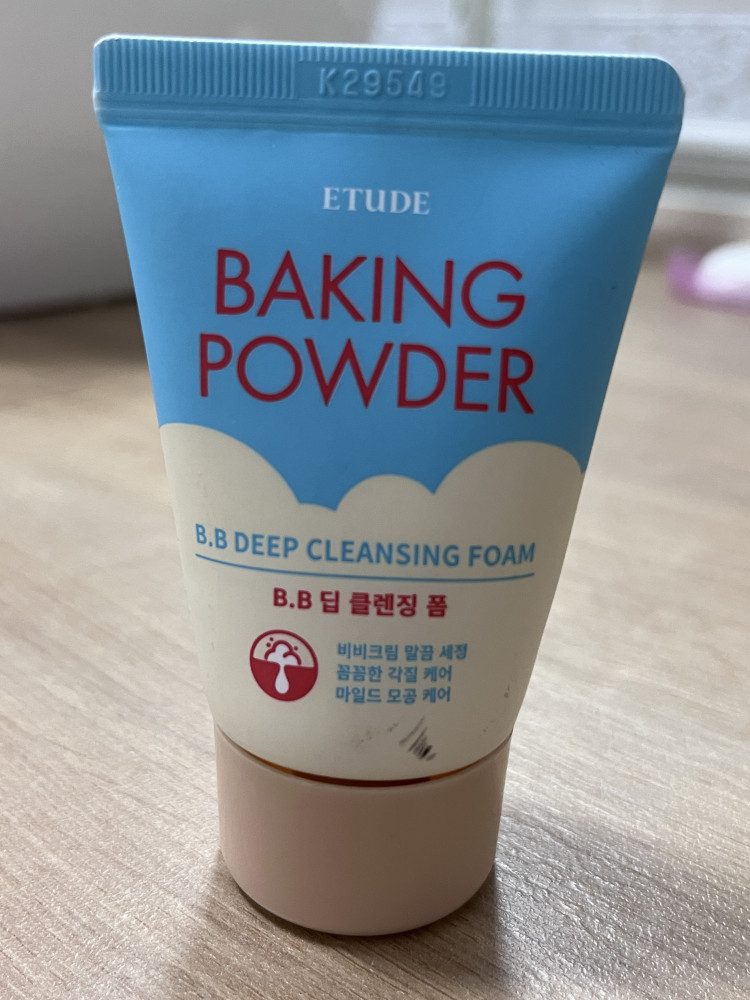 K29549
ETUDE
BAKING
POWDER
B.B DEEP CLEANSING FOAM
B.B 딥 클렌징 폼
비비크림 말끔 세정
꼼꼼한 각질 케어
마일드 모공 케어